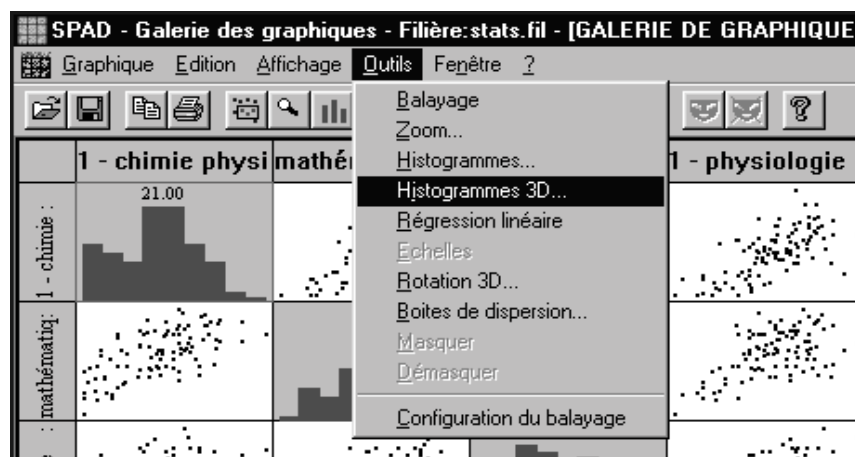 SPAD - Galerie des graphiques - Filière:stats.fil - [GALERIE DE GRAPHIQUE
Graphique Edition Affichage Outils Fenêtre ?
Balayage
Zoom...
Histogrammes...
Histogrammes 3D...
Régression linéaire
Echelles
Rotation 3D...
Boites de dispersion...
Masquer
Démasquer
Configuration du balayage
1 - chimie physi mathé 1 - physiologie
21.00
1 - chimie :
mathématiq: